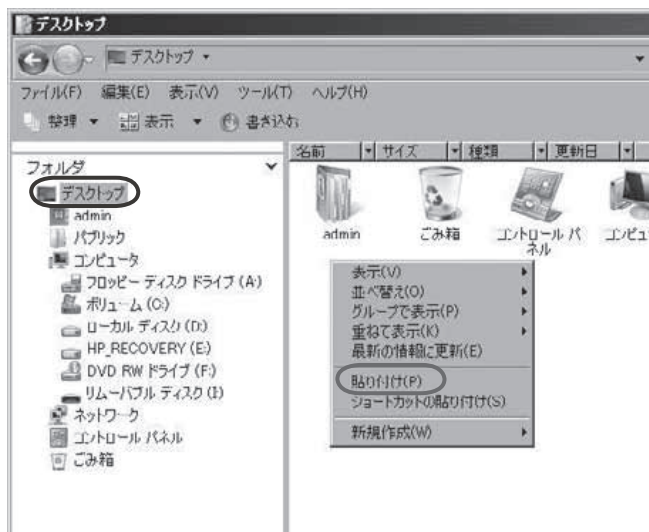 デスクトップ
デスクトップ
ファイル(F) 編集(E) 表示(V) ツール(T) ヘルプ(H)
整理 表示 書き込む
フォルダ
デスクトップ
admin
パブリック
コンピュータ
フロッピー ディスク ドライブ (A:)
ボリューム (C:)
ローカル ディスク (D:)
HP_RECOVERY (E:)
DVD RW ドライブ (F:)
リムーバブル ディスク (I:)
ネットワーク
コントロール パネル
ごみ箱
名前 サイズ 種類 更新日
admin
ごみ箱
コントロール パ
ネル
コンピュ
表示(V)
並べ替え(O)
グループで表示(P)
重ねて表示(K)
最新の情報に更新(E)
貼り付け(P)
ショートカットの貼り付け(S)
新規作成(W)